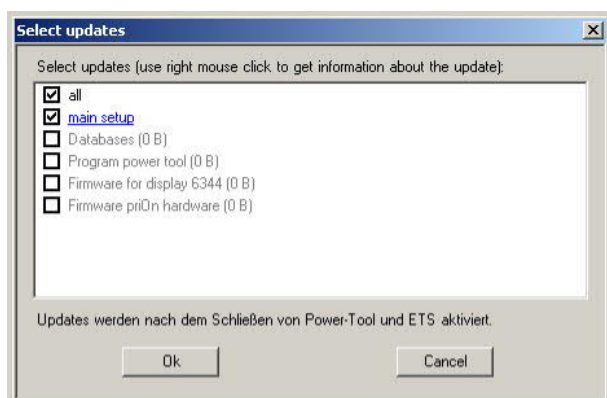 Select updates
Select updates (use right mouse click to get information about the update):
all
main setup
Databases (0 B)
Program power tool (0 B)
Firmware for display 6344 (0 B)
Firmware priOn hardware (0 B)
Updates werden nach dem Schließen von Power-Tool und ETS aktiviert.
Ok Cancel